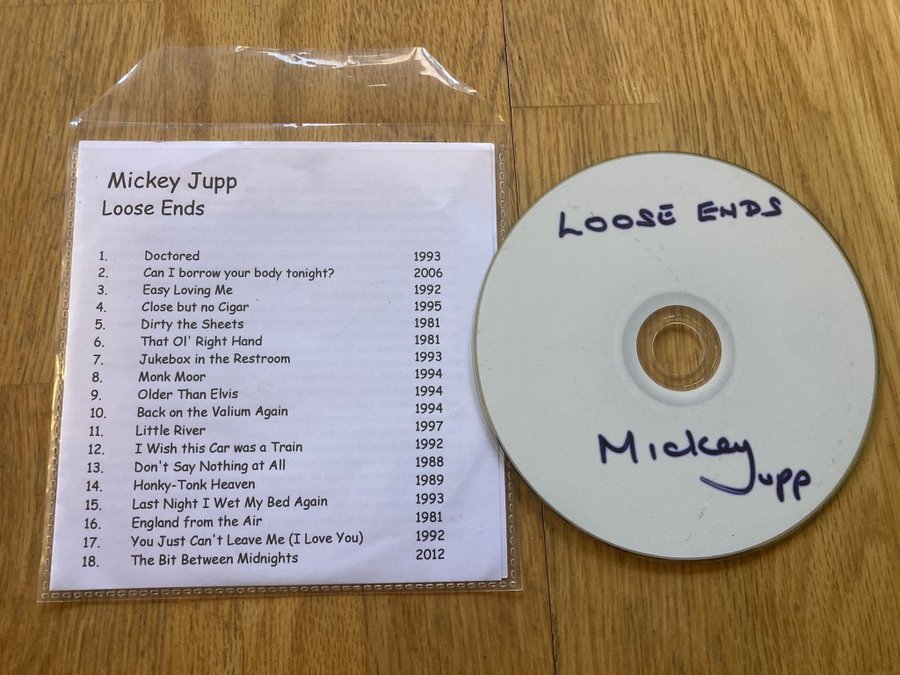 Mickey Jupp
Loose Ends
1. Doctored 1993
2. Can I borrow your body tonight? 2006
3. Easy Loving Me 1992
4. Close but no Cigar 1995
5. Dirty the Sheets 1981
6. That Ol' Right Hand 1981
7. Jukebox in the Restroom 1993
8. Monk Moor 1994
9. Older Than Elvis 1994
10. Back on the Valium Again 1994
11. Little River 1997
12. I Wish this Car was a Train 1992
13. Don't Say Nothing at All 1988
14. Honky-Tonk Heaven 1989
15. Last Night I Wet My Bed Again 1993
16. England from the Air 1981
17. You Just Can't Leave Me (I Love You) 1992
18. The Bit Between Midnights 2012
LOOSE ENDS
Mickey
Jupp